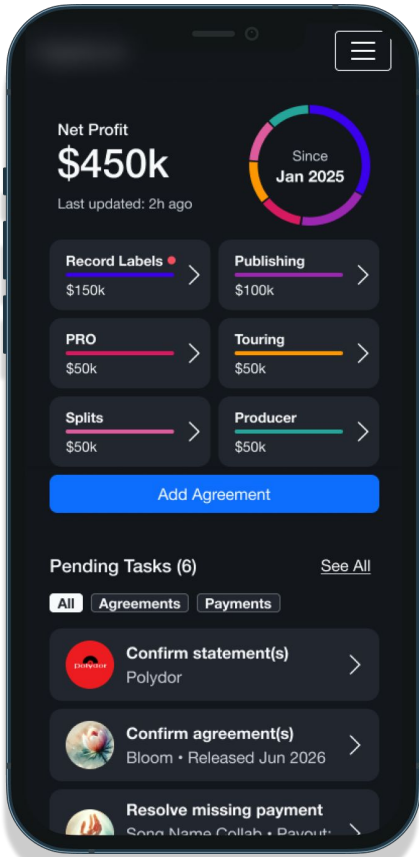 Net Profit
$450k
Last updated: 2h ago
Since
Jan 2025
Record Labels
$150k
Publishing
$100k
PRO
$50k
Touring
$50k
Splits
$50k
Producer
$50k
Add Agreement
Pending Tasks (6)
See All
All
Agreements
Payments
polydor
Confirm statement(s)
Polydor
Confirm agreement(s)
Bloom • Released Jun 2026
Resolve missing payment
Song Name Collab • Payout: